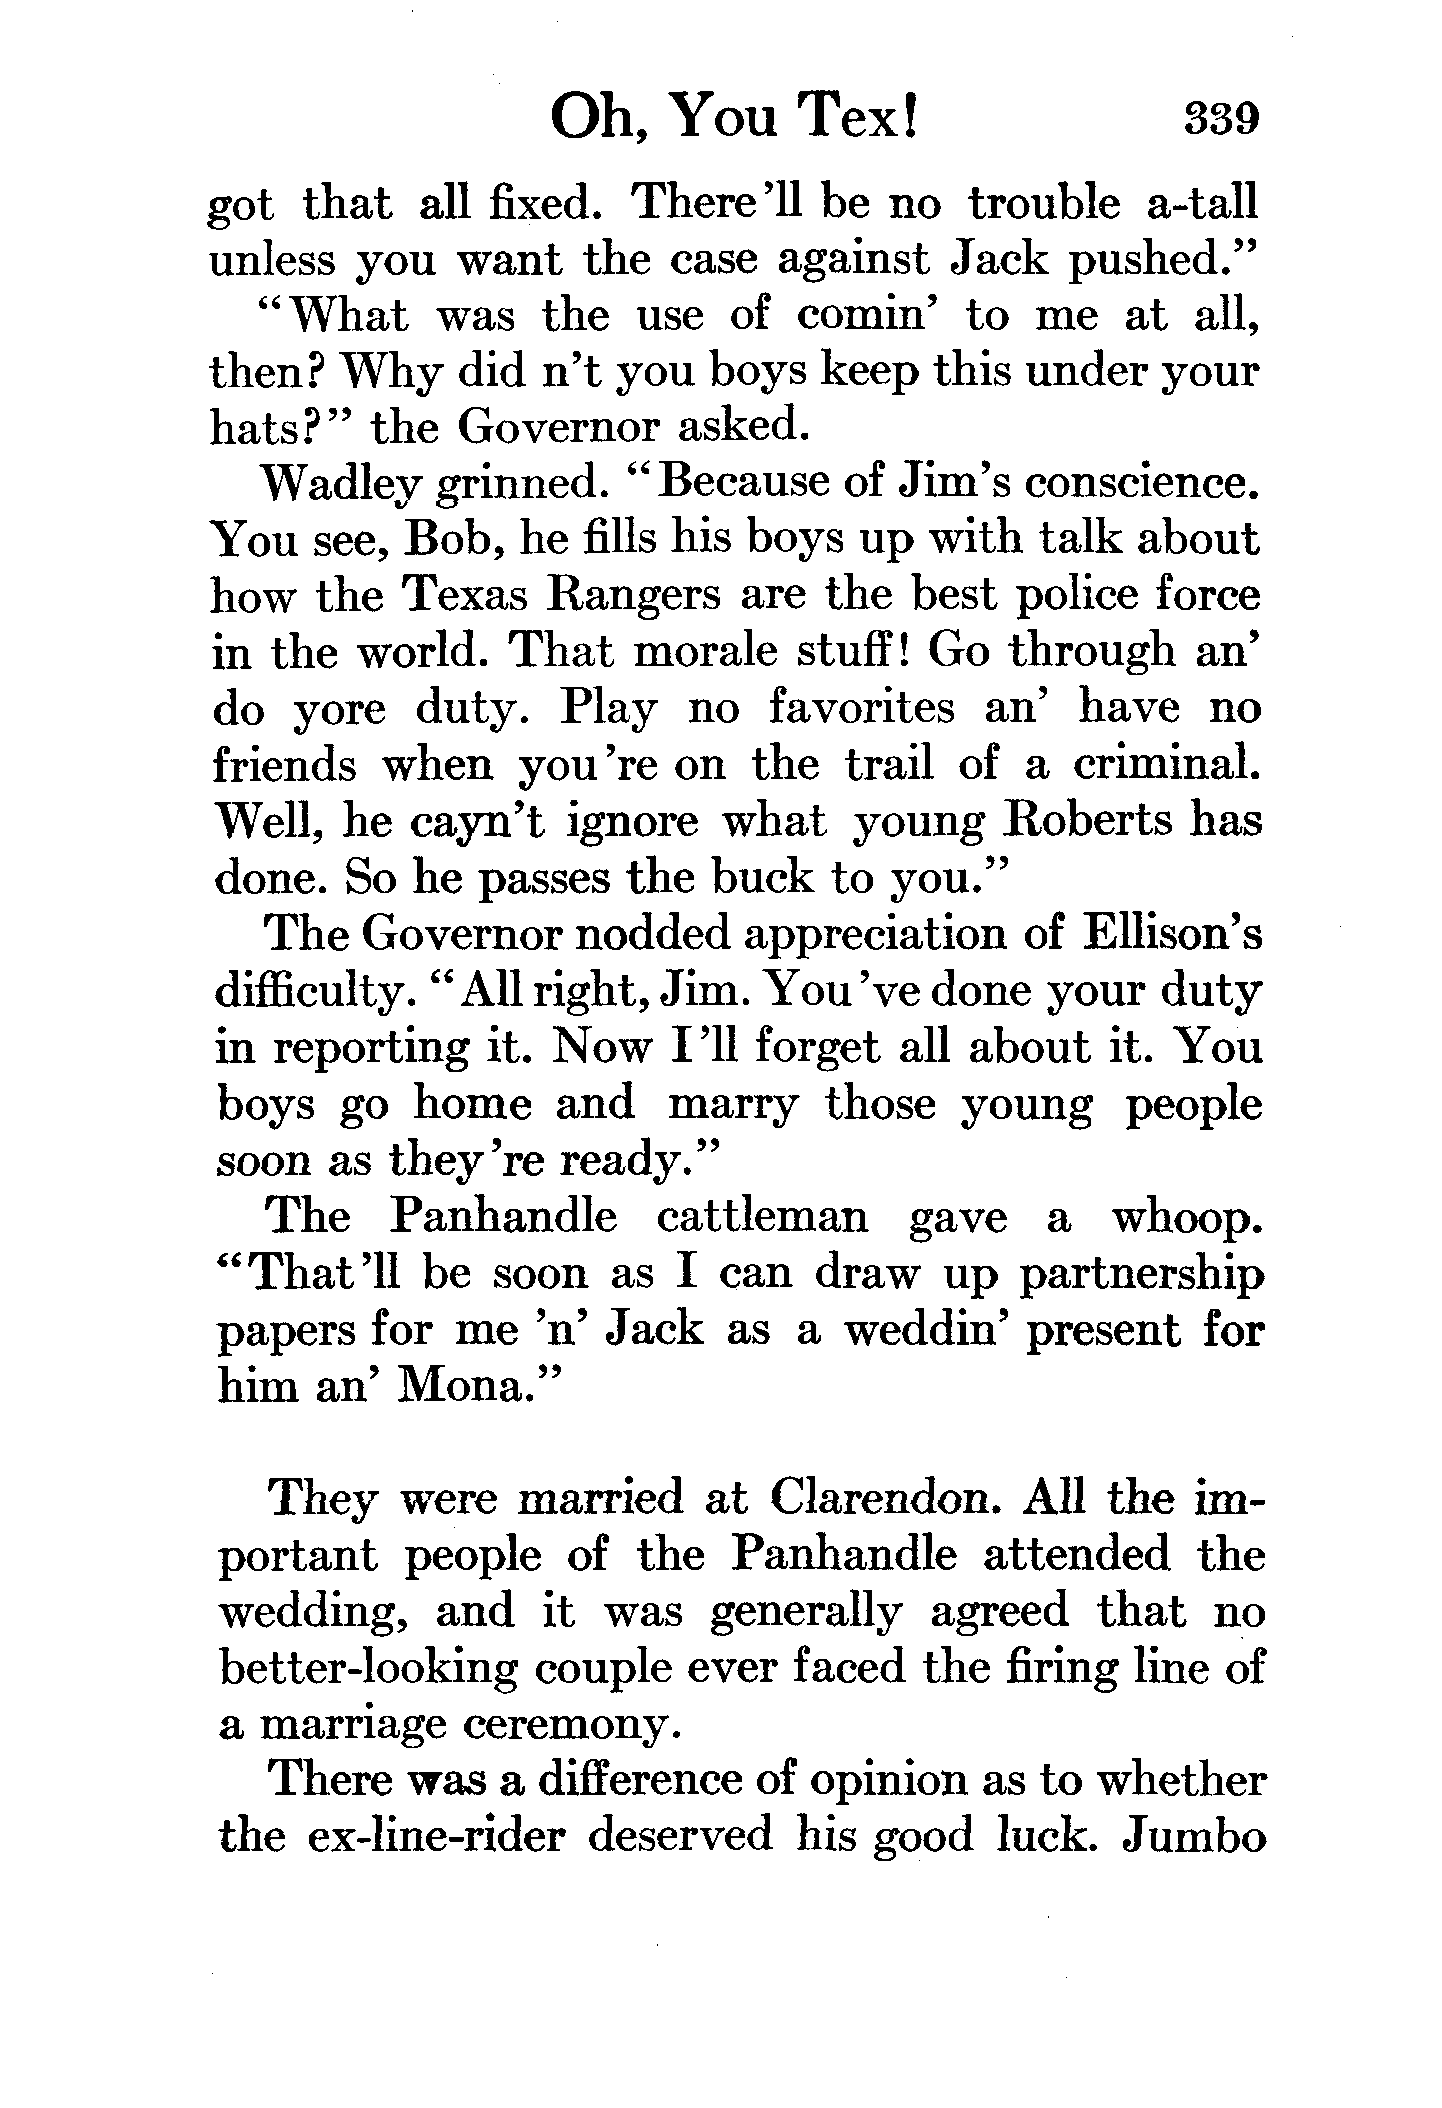 Oh, You Tex! 339
got that all fixed. There'll be no trouble a-tall
unless you want the case against Jack pushed."
"What was the use of comin' to me at all,
then? Why did n't you boys keep this under your
hats?" the Governor asked.
Wadley grinned. "Because of Jim's conscience.
You see, Bob, he fills his boys up with talk about
how the Texas Rangers are the best police force
in the world. That morale stuff! Go through an'
do yore duty. Play no favorites an' have no
friends when you're on the trail of a criminal.
Well, he cayn't ignore what young Roberts has
done. So he passes the buck to you."
The Governor nodded appreciation of Ellison's
difficulty. "All right, Jim. You've done your duty
in reporting it. Now I'll forget all about it. You
boys go home and marry those young people
soon as they're ready."
The Panhandle cattleman gave a whoop.
"That'll be soon as I can draw up partnership
papers for me 'n' Jack as a weddin' present for
him an' Mona."
They were married at Clarendon. All the im-
portant people of the Panhandle attended the
wedding, and it was generally agreed that no
better-looking couple ever faced the firing line of
a marriage ceremony.
There was a difference of opinion as to whether
the ex-line-rider deserved his good luck. Jumbo